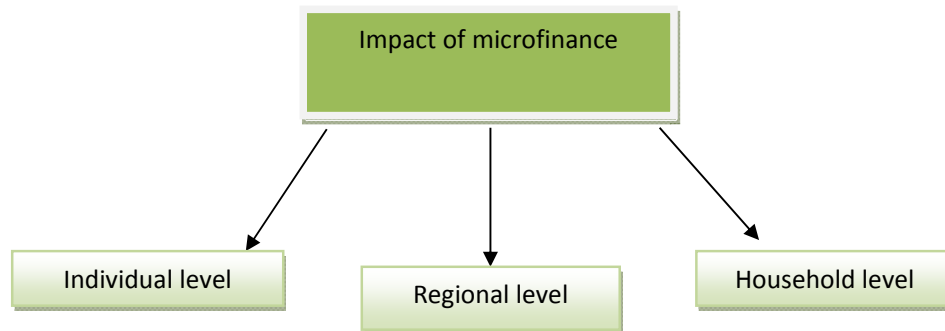 Impact of microfinance
Individual level
Regional level
Household level